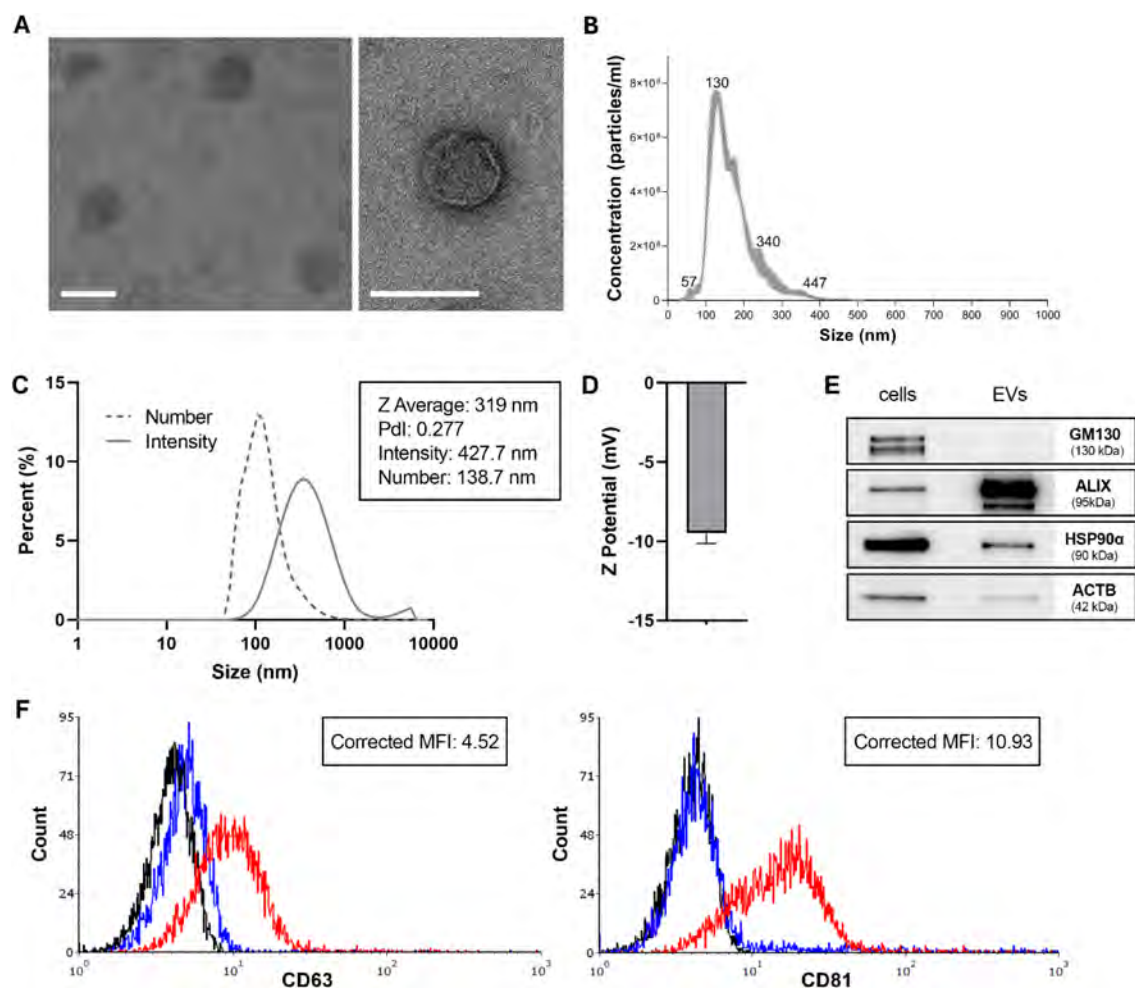 A
B
Concentration (particles/ml)
8×10⁸
6×10⁸
4×10⁸
2×10⁸
0
130
57
340
447
0 100 200 300 400 500 600 700 800 900 1000
Size (nm)
C
Percent (%)
15
10
5
0
Number
Intensity
Z Average: 319 nm
PdI: 0.277
Intensity: 427.7 nm
Number: 138.7 nm
1 10 100 1000 10000
Size (nm)
D
Z Potential (mV)
0
-5
-10
-15
E
cells EVs
GM130
(130 kDa)
ALIX
(95kDa)
HSP90α
(90 kDa)
ACTB
(42 kDa)
F
Count
95
71
48
24
0
Corrected MFI: 4.52
10⁰ 10¹ 10² 10³
CD63
Count
95
71
48
24
0
Corrected MFI: 10.93
10¹ 10² 10³
CD81